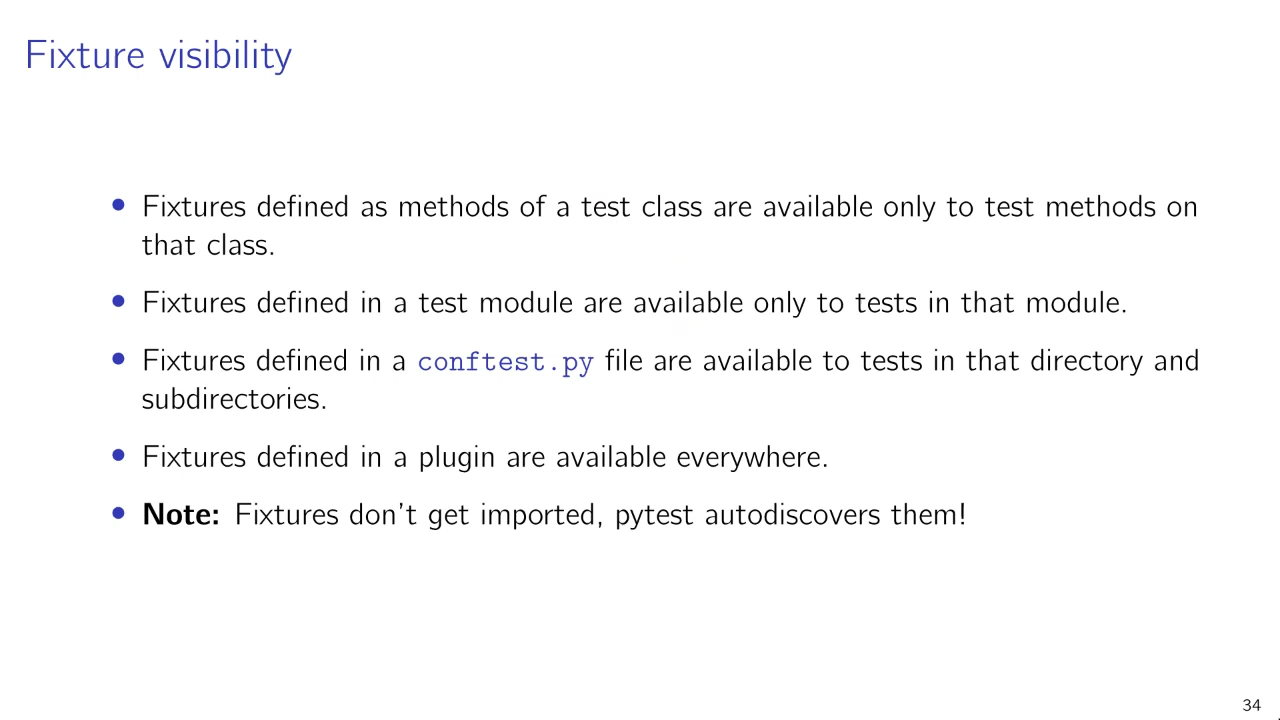 Fixture visibility
• Fixtures defined as methods of a test class are available only to test methods on
that class.
• Fixtures defined in a test module are available only to tests in that module.
• Fixtures defined in a conftest.py file are available to tests in that directory and
subdirectories.
• Fixtures defined in a plugin are available everywhere.
• Note: Fixtures don't get imported, pytest autodiscovers them!
34